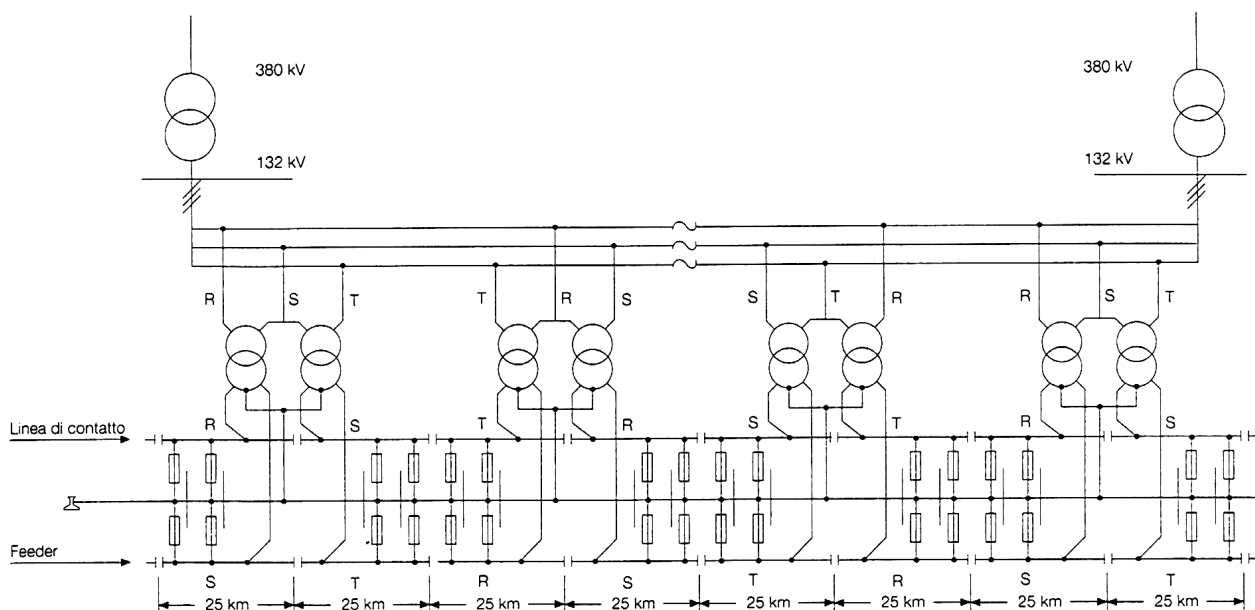 380 kV
380 kV
132 kV
132 kV
R S T T R S S T R R S T
Linea di contatto
R S T R S T R S
Feeder
S T R S T R S T
25 km 25 km 25 km 25 km 25 km 25 km 25 km 25 km